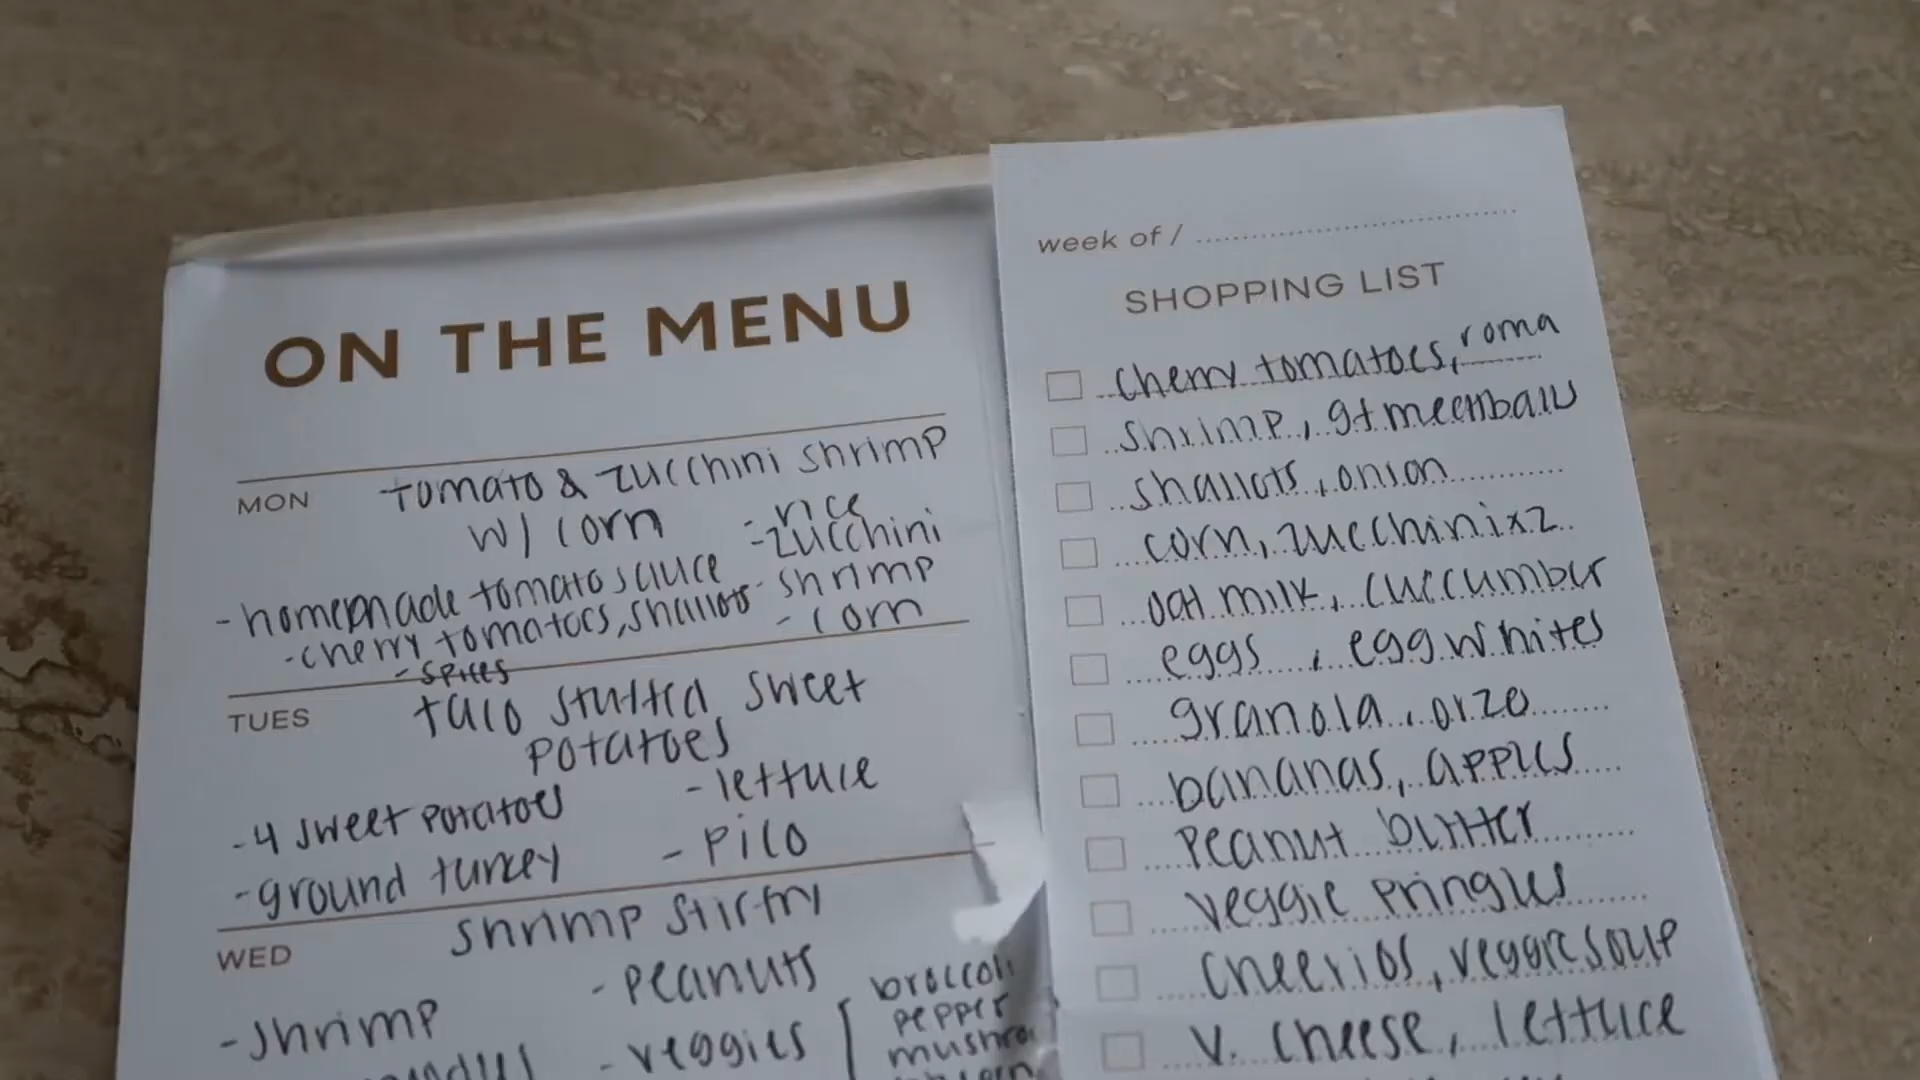 ON THE MENU
MON tomato & zucchini shrimp
w/ corn
- rice
- zucchini
- homemade tomato sauce - shrimp
- cherry tomatoes, shallots - corn
- spices
TUES taco stuffed sweet
potatoes
- 4 sweet potatoes - lettuce
- ground turkey - pico
WED shrimp stir fry
- shrimp - peanuts
- veggies [ broccoli
pepper
week of /
SHOPPING LIST
cherry tomatoes, roma
shrimp, gt meatballs
shallots, onion
corn, zucchini x2
oat milk, cuccumber
eggs, egg whites
granola, orzo
bananas, apples
peanut butter
veggie pringles
cheerios, veggie soup
v. cheese, lettuce